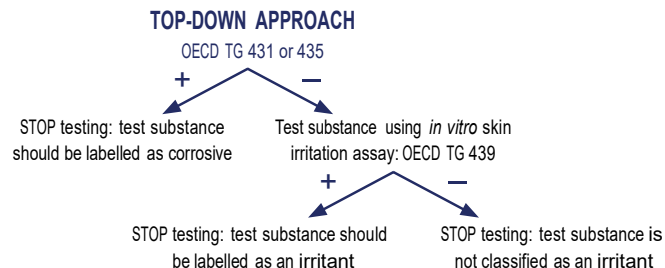 TOP-DOWN APPROACH
OECD TG 431 or 435
+
–
STOP testing: test substance
should be labelled as corrosive
Test substance using in vitro skin
irritation assay: OECD TG 439
+
–
STOP testing: test substance should
be labelled as an irritant
STOP testing: test substance is
not classified as an irritant